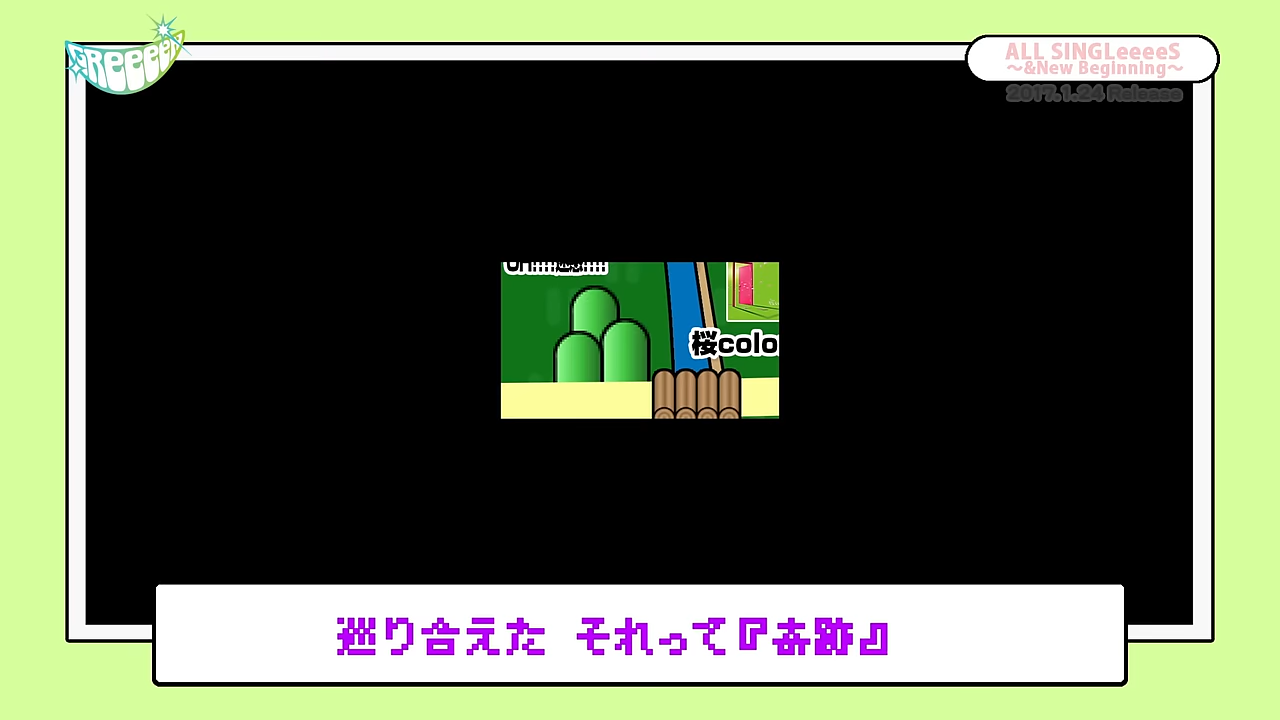 GReeeeN
ALL SINGLeeeeS
～&New Beginning～
2017.1.24 Release
桜colo
巡り合えた それって『奇跡』